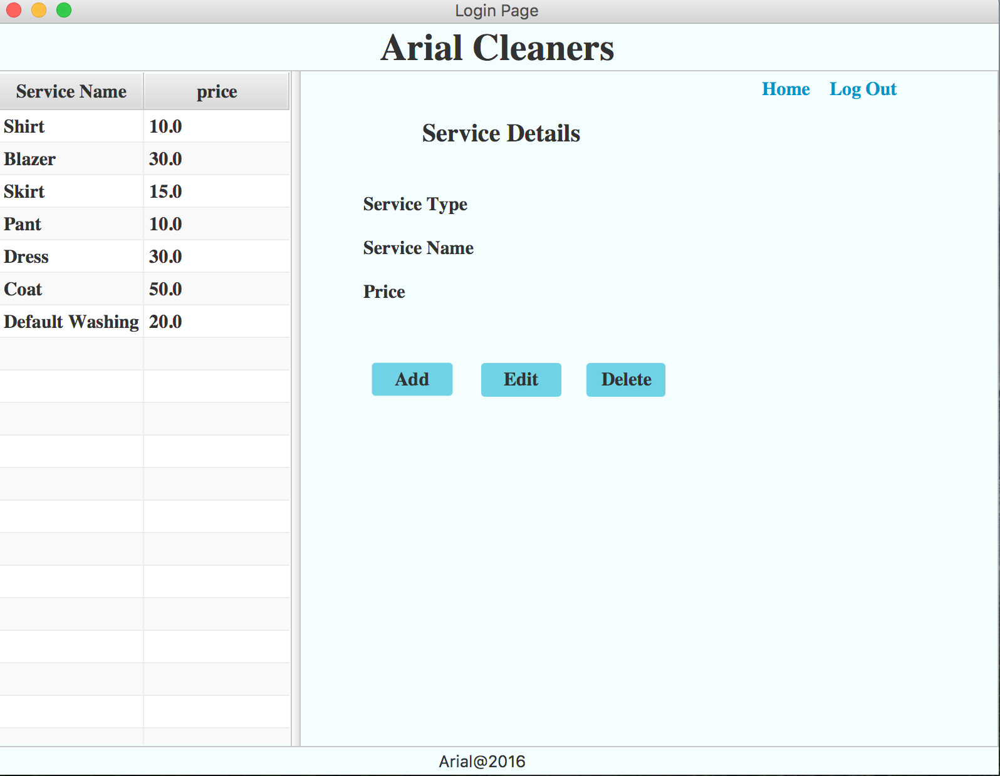 Login Page
Arial Cleaners
Service Name price
Shirt 10.0
Blazer 30.0
Skirt 15.0
Pant 10.0
Dress 30.0
Coat 50.0
Default Washing 20.0
Home Log Out
Service Details
Service Type
Service Name
Price
Add Edit Delete
Arial@2016